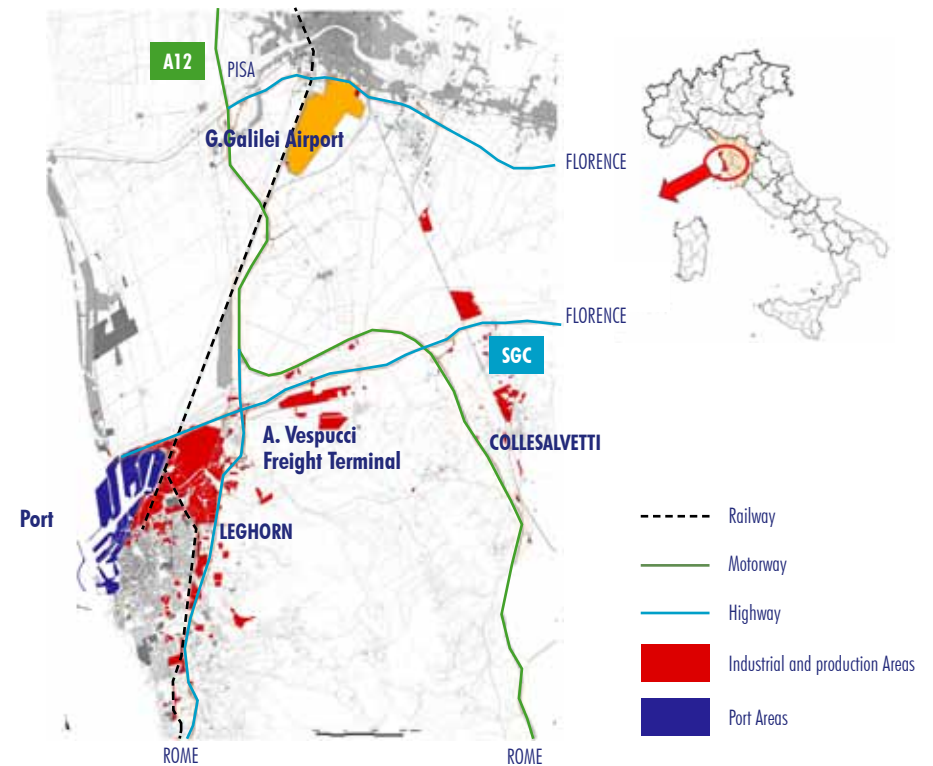 A12
PISA
G.Galilei Airport
FLORENCE
FLORENCE
SGC
A. Vespucci
Freight Terminal
COLLESALVETTI
Port
LEGHORN
ROME
ROME
Railway
Motorway
Highway
Industrial and production Areas
Port Areas